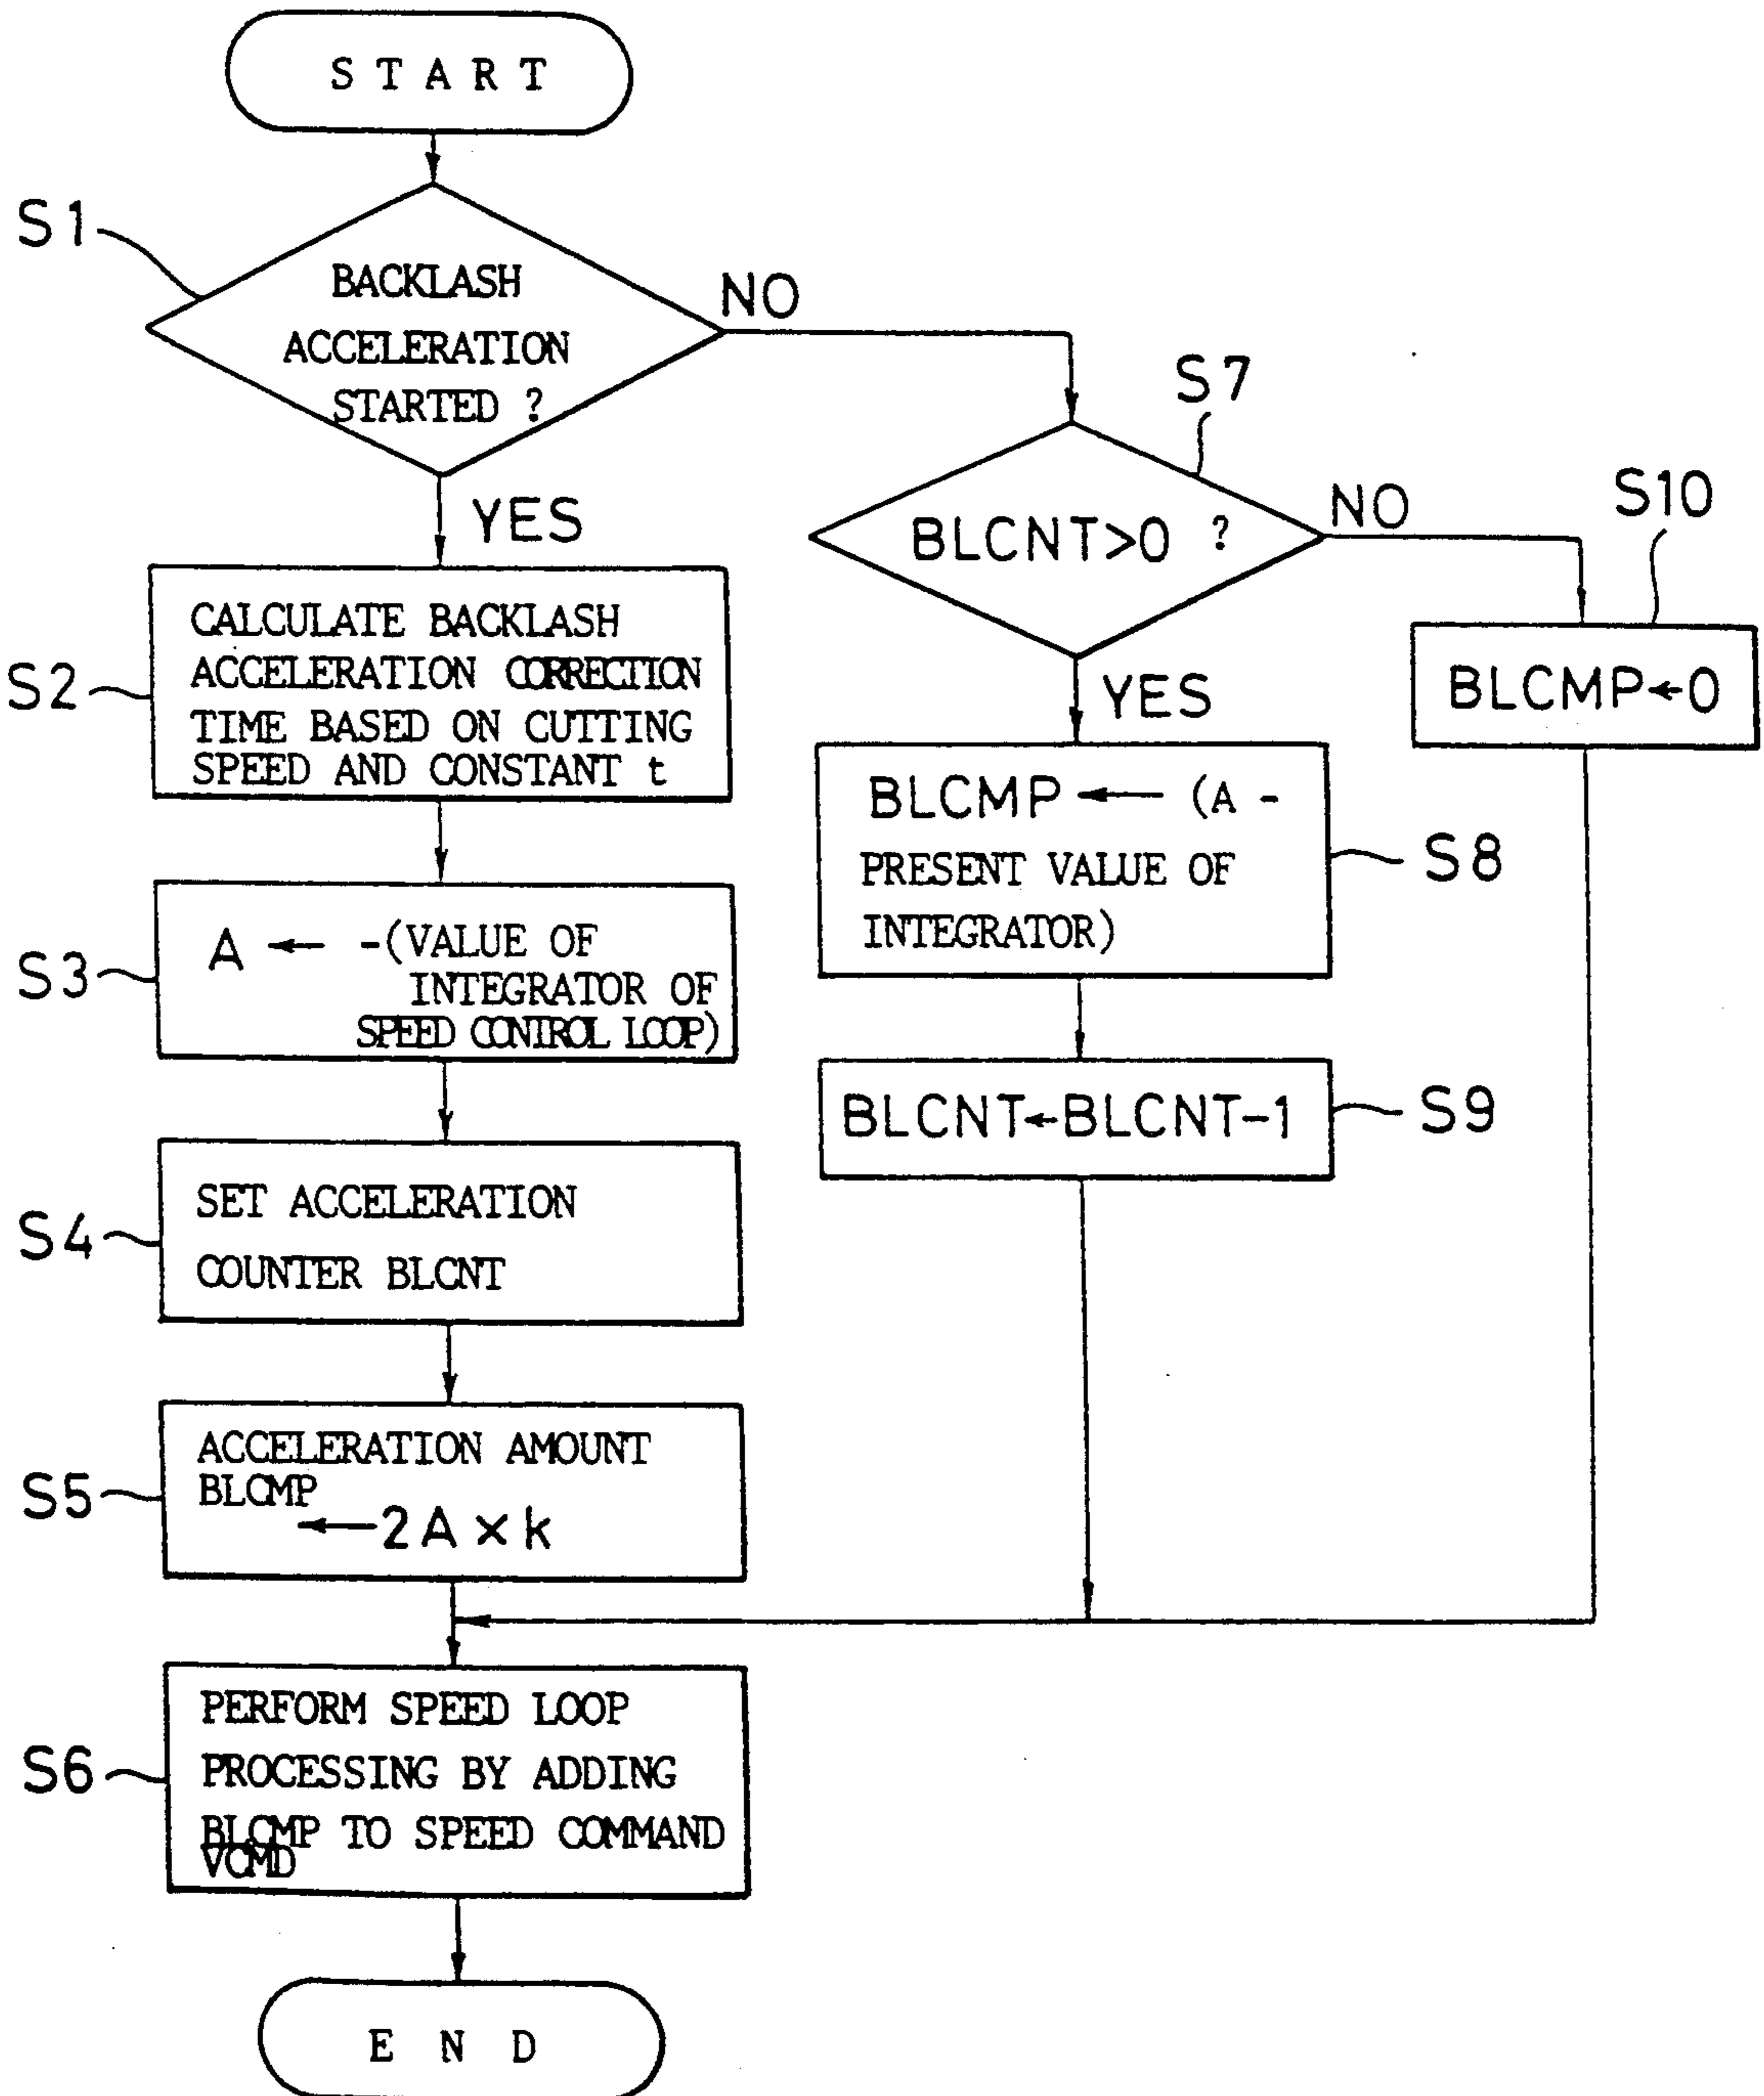 START
S1
BACKLASH
ACCELERATION
STARTED ?
NO
YES
S2
CALCULATE BACKLASH
ACCELERATION CORRECTION
TIME BASED ON CUTTING
SPEED AND CONSTANT t
S3
A ← -(VALUE OF
INTEGRATOR OF
SPEED CONTROL LOOP)
S4
SET ACCELERATION
COUNTER BLCNT
S5
ACCELERATION AMOUNT
BLCMP
←2A×k
S6
PERFORM SPEED LOOP
PROCESSING BY ADDING
BLCMP TO SPEED COMMAND
VCMD
END
S7
BLCNT>0 ?
NO
YES
S8
BLCMP ← (A -
PRESENT VALUE OF
INTEGRATOR)
S9
BLCNT←BLCNT-1
S10
BLCMP←0